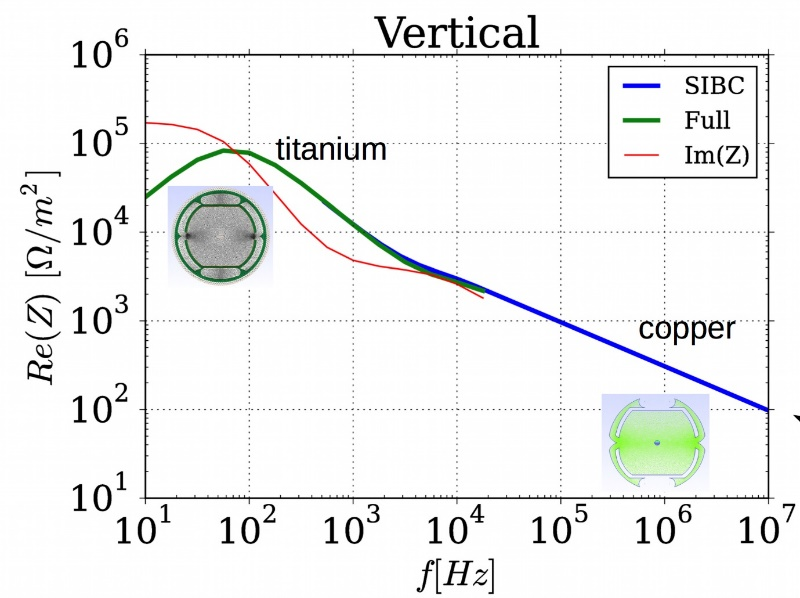 Vertical
10^6
10^5
10^4
10^3
10^2
10^1
Re(Z) [Ω/m^2]
SIBC
Full
Im(Z)
titanium
copper
10^1 10^2 10^3 10^4 10^5 10^6 10^7
f[Hz]